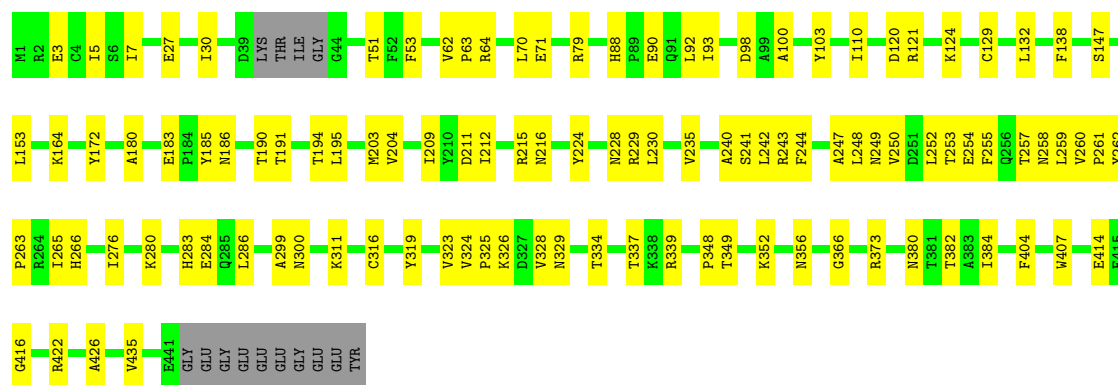 M1 R2 E3 C4 I5 S6 I7 E27 I30 D39 LYS THR ILE GLY G44 T51 F52 F53 V62 P63 R64 L70 E71 R79 H88 P89 E90 Q91 L92 I93 D98 A99 A100 Y103 I110 D120 R121 K124 C129 L132 F138 S147
L153 K164 Y172 A180 E183 P184 Y185 N186 T190 T191 T194 L195 M203 V204 I209 Y210 D211 I212 R215 N216 Y224 N228 R229 L230 V235 A240 S241 L242 R243 F244 A247 L248 N249 V250 D251 L252 T253 E254 F255 Q256 T257 N258 L259 V260 P261 Y262
P263 R264 I265 H266 I276 K280 H283 E284 Q285 L286 A299 N300 K311 C316 Y319 V323 V324 P325 K326 D327 V328 N329 T334 T337 K338 R339 P348 T349 K352 N356 G366 R373 N380 T381 T382 A383 I384 F404 W407 E414 E415
G416 R422 A426 V435 E441 GLY GLU GLY GLU GLU GLU GLY GLU GLU TYR